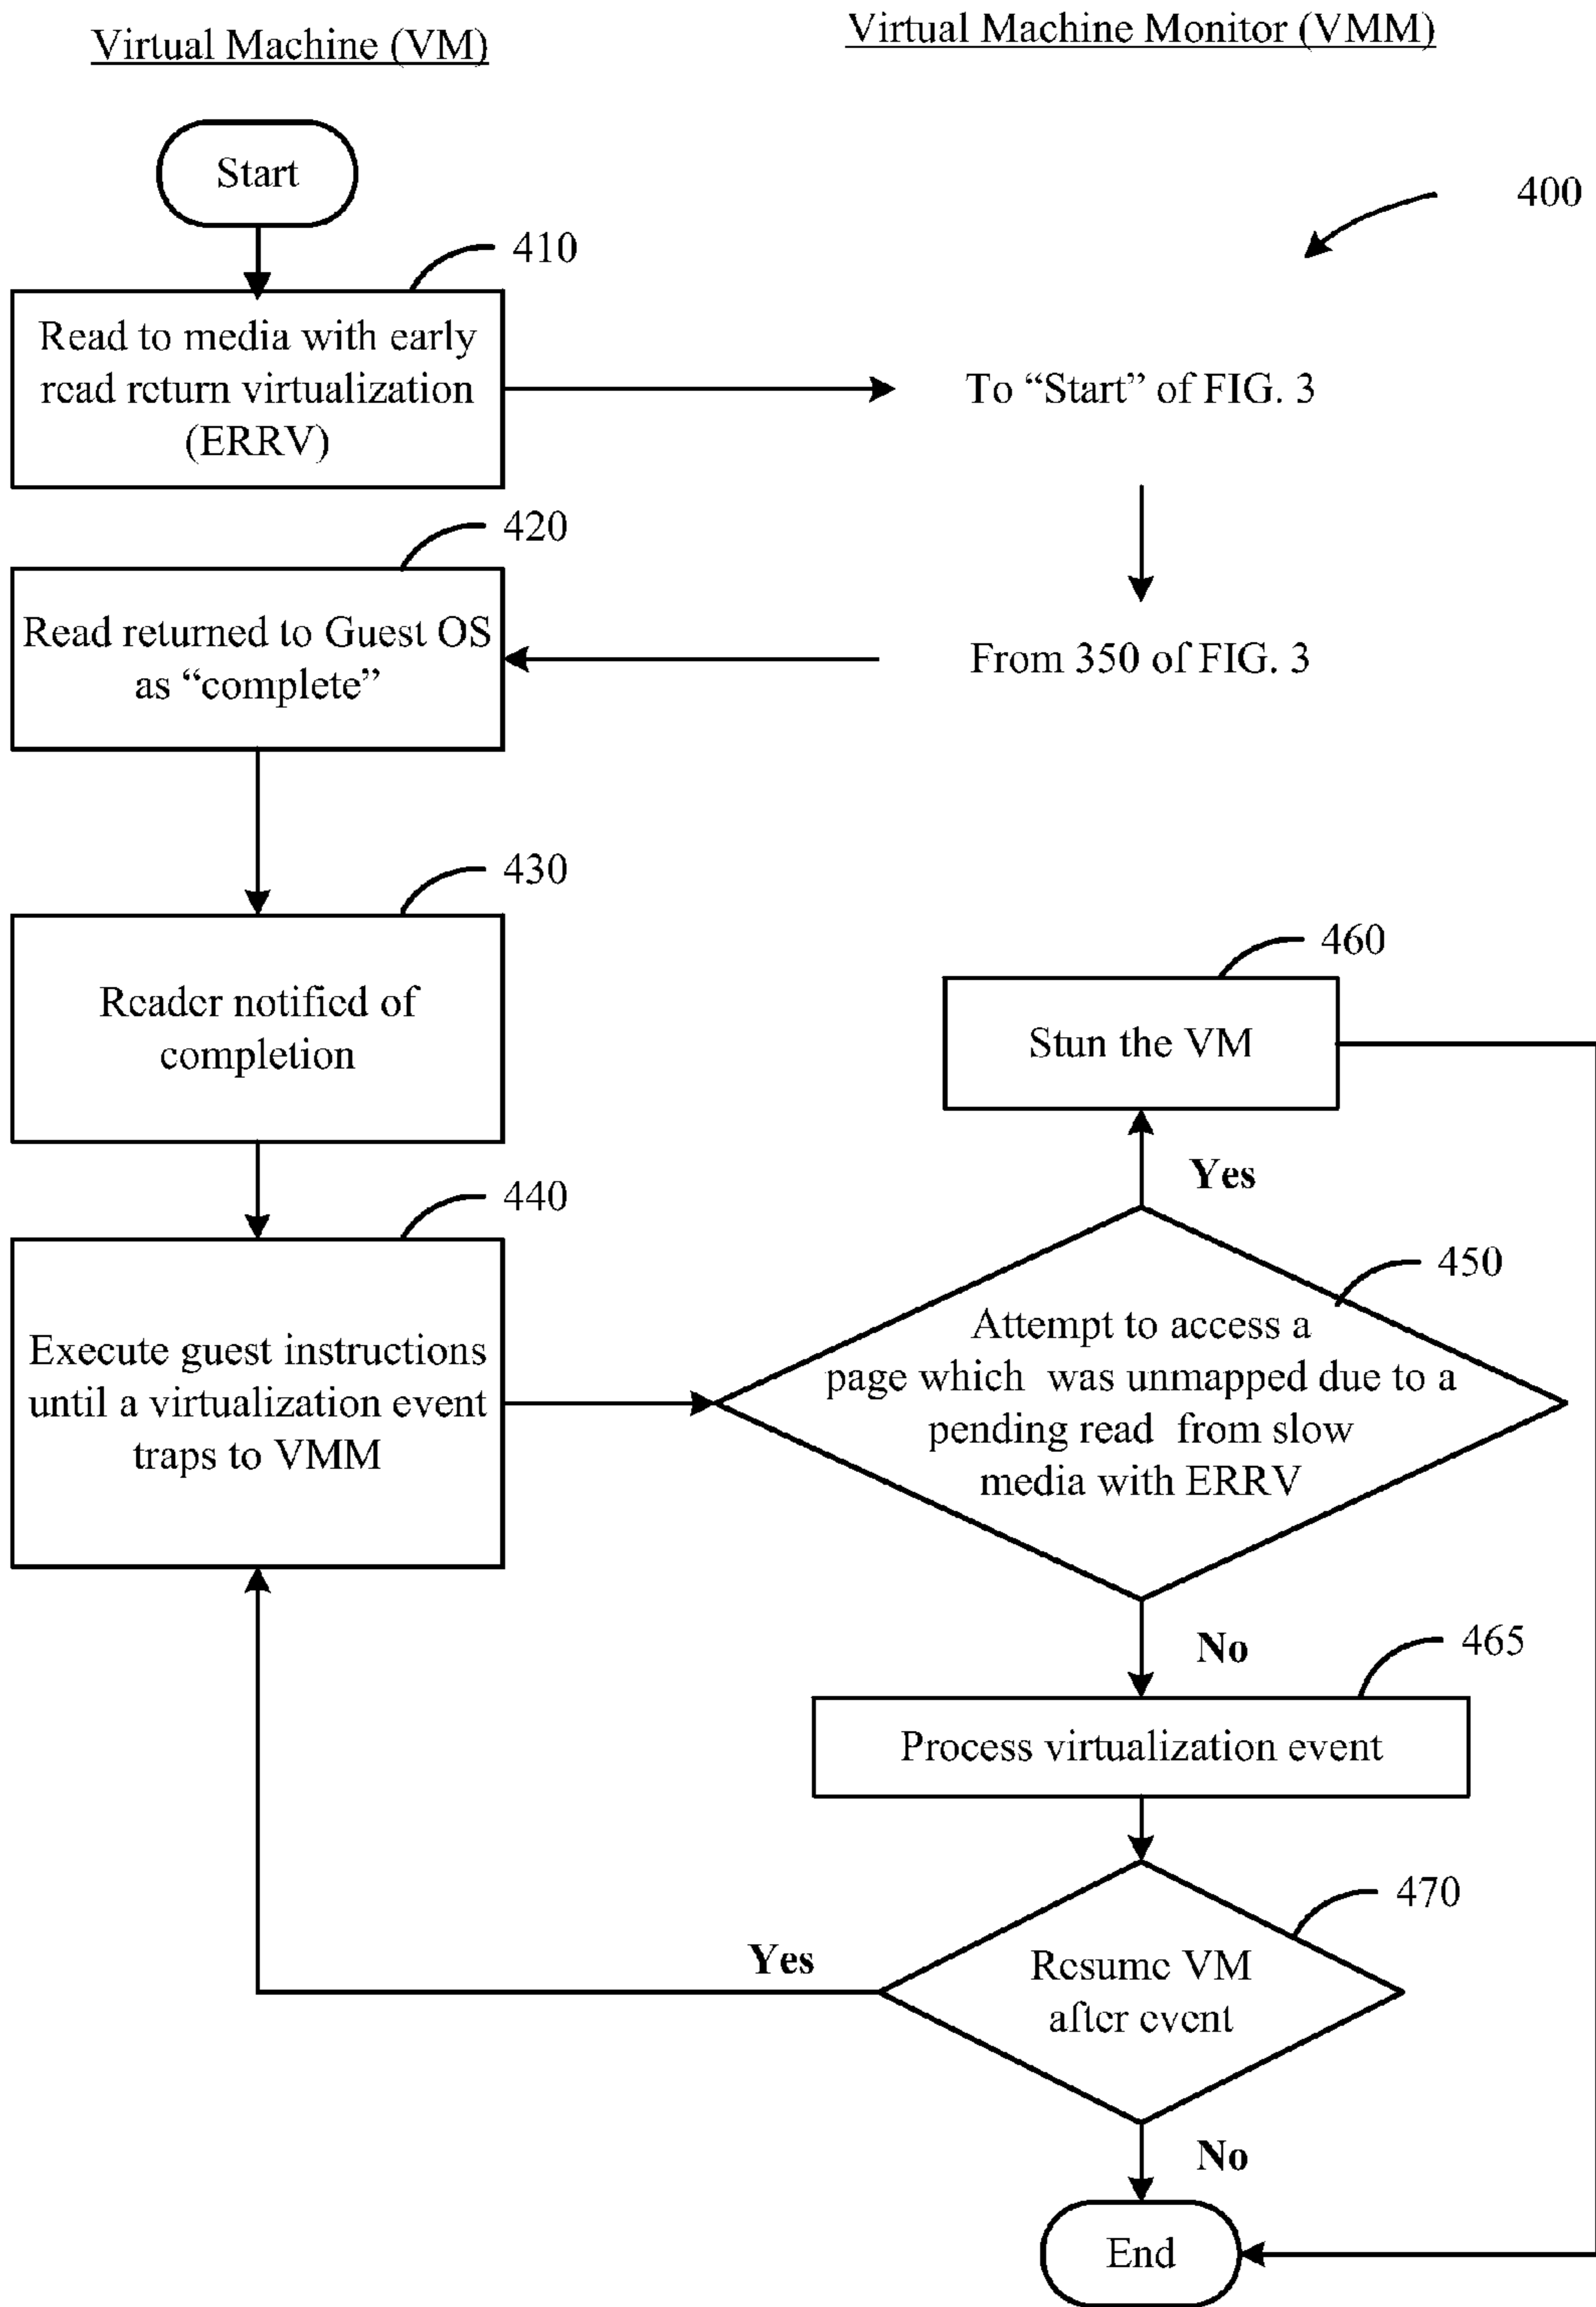 Virtual Machine (VM)
Virtual Machine Monitor (VMM)
Start
400
410
Read to media with early
read return virtualization
(ERRV)
To “Start” of FIG. 3
420
Read returned to Guest OS
as “complete”
From 350 of FIG. 3
430
Reader notified of
completion
460
Stun the VM
Yes
440
Execute guest instructions
until a virtualization event
traps to VMM
450
Attempt to access a
page which was unmapped due to a
pending read from slow
media with ERRV
No
465
Process virtualization event
470
Yes
Resume VM
after event
No
End